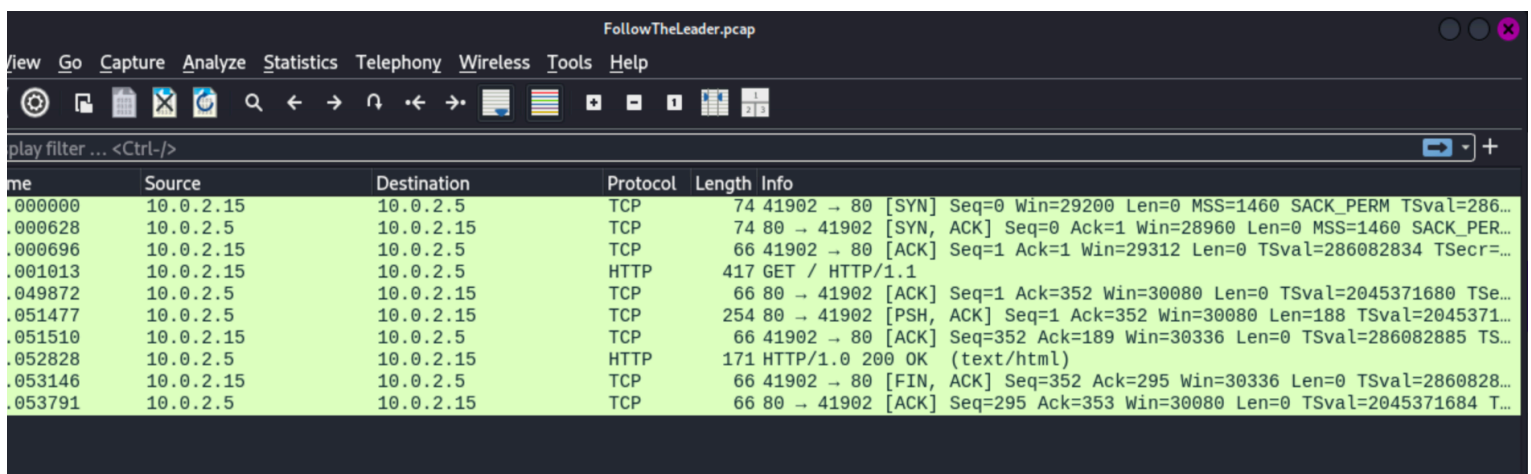 FollowTheLeader.pcap
View Go Capture Analyze Statistics Telephony Wireless Tools Help
play filter … <Ctrl-/>
me Source Destination Protocol Length Info
.000000 10.0.2.15 10.0.2.5 TCP 74 41902 → 80 [SYN] Seq=0 Win=29200 Len=0 MSS=1460 SACK_PERM TSval=286…
.000628 10.0.2.5 10.0.2.15 TCP 74 80 → 41902 [SYN, ACK] Seq=0 Ack=1 Win=28960 Len=0 MSS=1460 SACK_PER…
.000696 10.0.2.15 10.0.2.5 TCP 66 41902 → 80 [ACK] Seq=1 Ack=1 Win=29312 Len=0 TSval=286082834 TSecr=…
.001013 10.0.2.15 10.0.2.5 HTTP 417 GET / HTTP/1.1
.049872 10.0.2.5 10.0.2.15 TCP 66 80 → 41902 [ACK] Seq=1 Ack=352 Win=30080 Len=0 TSval=2045371680 TSe…
.051477 10.0.2.5 10.0.2.15 TCP 254 80 → 41902 [PSH, ACK] Seq=1 Ack=352 Win=30080 Len=188 TSval=2045371…
.051510 10.0.2.15 10.0.2.5 TCP 66 41902 → 80 [ACK] Seq=352 Ack=189 Win=30336 Len=0 TSval=286082885 TS…
.052828 10.0.2.5 10.0.2.15 HTTP 171 HTTP/1.0 200 OK (text/html)
.053146 10.0.2.15 10.0.2.5 TCP 66 41902 → 80 [FIN, ACK] Seq=352 Ack=295 Win=30336 Len=0 TSval=2860828…
.053791 10.0.2.5 10.0.2.15 TCP 66 80 → 41902 [ACK] Seq=295 Ack=353 Win=30080 Len=0 TSval=2045371684 T…